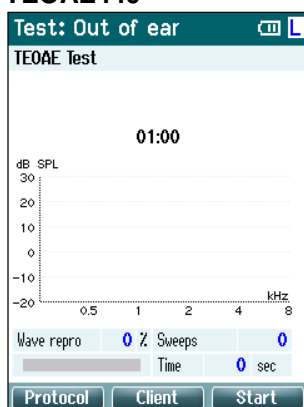 Test: Out of ear L
TEOAE Test
01:00
dB SPL
30
20
10
0
-10
-20
kHz
0.5 1 2 4 8
Wave repro 0 % Sweeps 0
Time 0 sec
Protocol Client Start